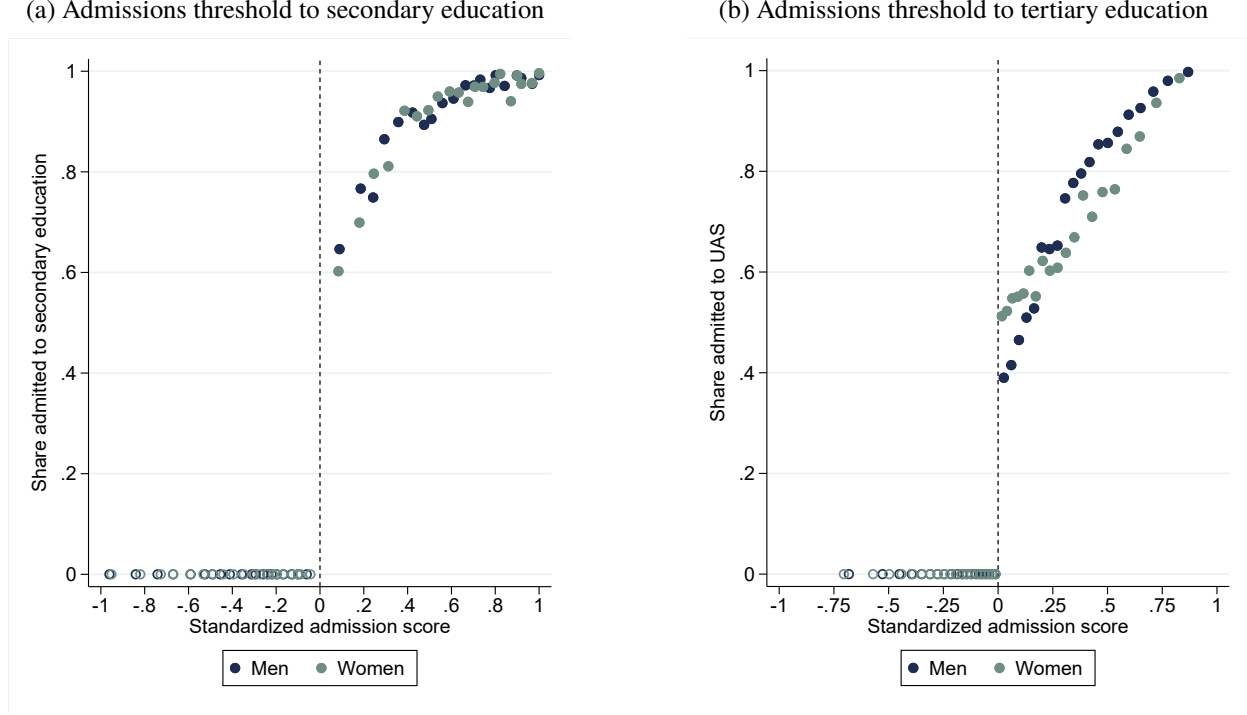 (a) Admissions threshold to secondary education
Share admitted to secondary education
1
.8
.6
.4
.2
0
-1 -.8 -.6 -.4 -.2 0 .2 .4 .6 .8 1
Standardized admission score
Men Women
(b) Admissions threshold to tertiary education
Share admitted to UAS
1
.8
.6
.4
.2
0
-1 -.75 -.5 -.25 0 .25 .5 .75 1
Standardized admission score
Men Women